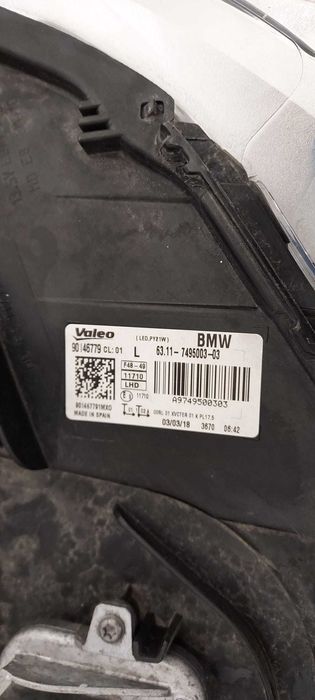 Valeo (LED,PY21W) BMW
90146779 CL: 01 L 63.11- 7495003-03
F48-49
11710
LHD
E 11710
A9749500303
MADE IN SPAIN
03/03/18 3670 06:42